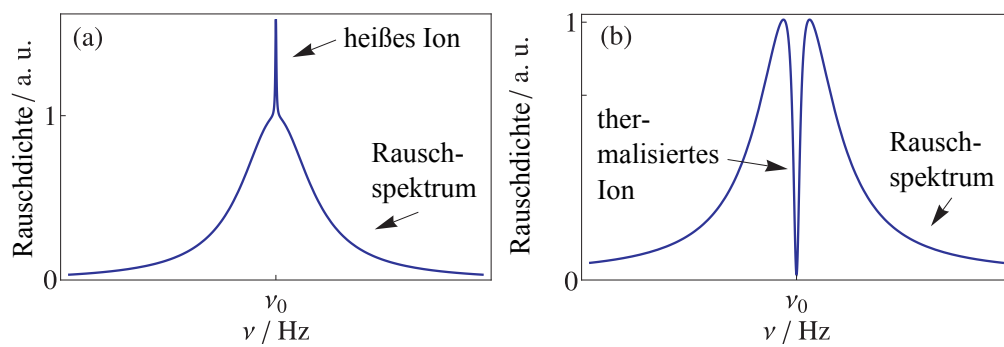 (a)
heißes Ion
Rausch-
spektrum
Rauschdichte / a. u.
1
0
ν₀
ν / Hz
(b)
ther-
malisiertes
Ion
Rausch-
spektrum
Rauschdichte / a. u.
1
0
ν₀
ν / Hz